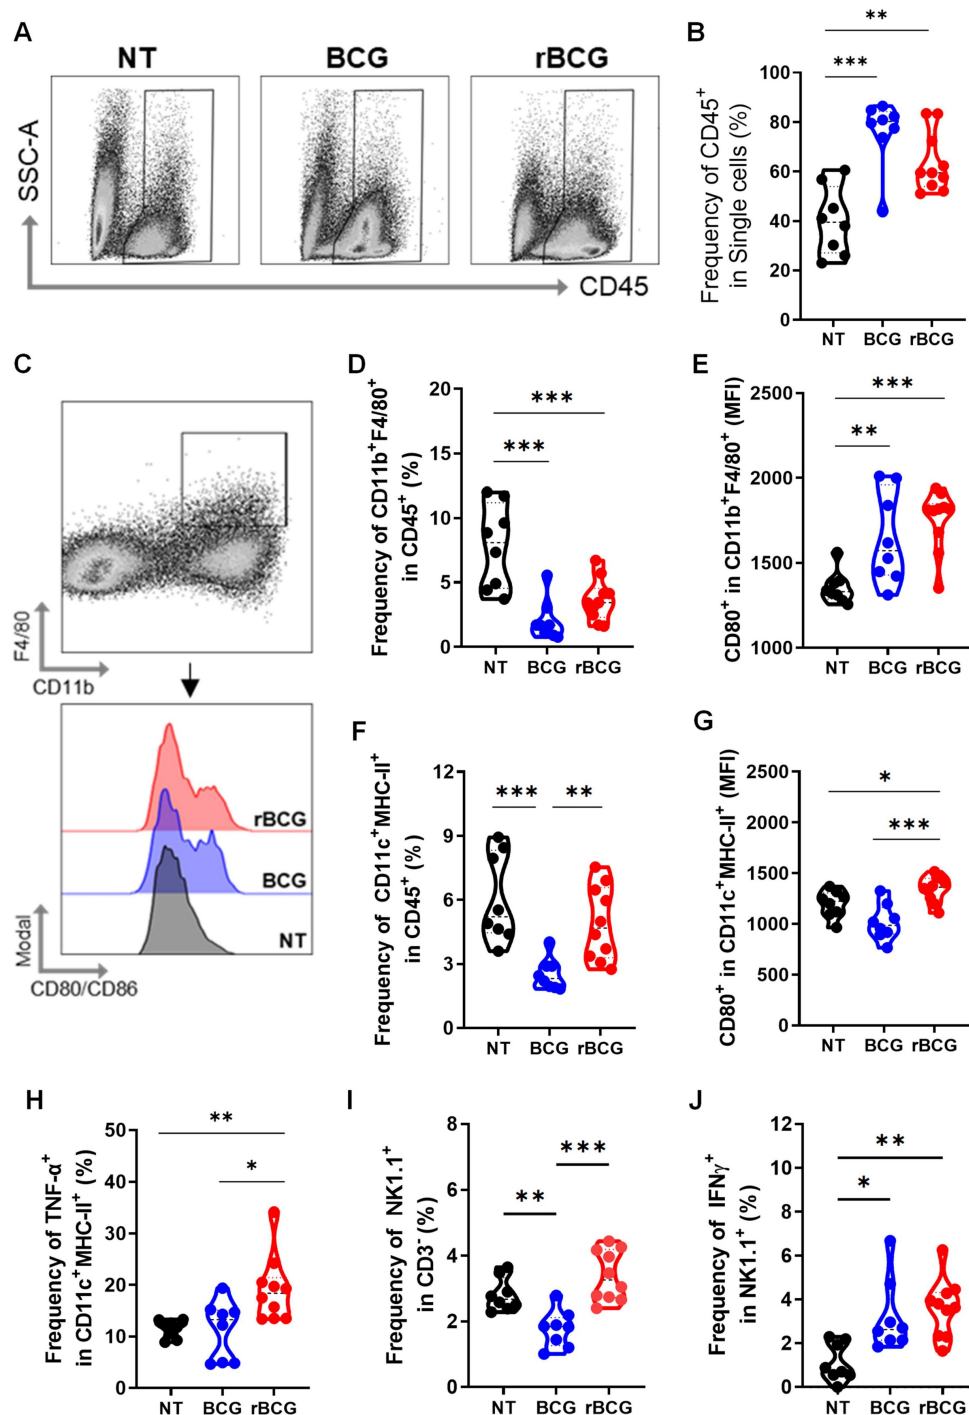 A
NT
BCG
rBCG
SSC-A
CD45
B
Frequency of CD45⁺
in Single cells (%)
**
***
100
80
60
40
20
0
NT BCG rBCG
C
F4/80
CD11b
rBCG
BCG
NT
Modal
CD80/CD86
D
Frequency of CD11b⁺F4/80⁺
in CD45⁺ (%)
20
15
10
5
0
***
***
NT BCG rBCG
E
CD80⁺ in CD11b⁺F4/80⁺ (MFI)
2500
2000
1500
1000
***
**
NT BCG rBCG
F
Frequency of CD11c⁺MHC-II⁺
in CD45⁺ (%)
12
9
6
3
0
*** **
NT BCG rBCG
G
CD80⁺ in CD11c⁺MHC-II⁺ (MFI)
2500
2000
1500
1000
500
0
*
***
NT BCG rBCG
H
Frequency of TNF-α⁺
in CD11c⁺MHC-II⁺ (%)
50
40
30
20
10
0
**
*
NT BCG rBCG
I
Frequency of NK1.1⁺
in CD3⁻ (%)
8
6
4
2
0
***
**
NT BCG rBCG
J
Frequency of IFNγ⁺
in NK1.1⁺ (%)
12
10
8
6
4
2
0
**
*
NT BCG rBCG